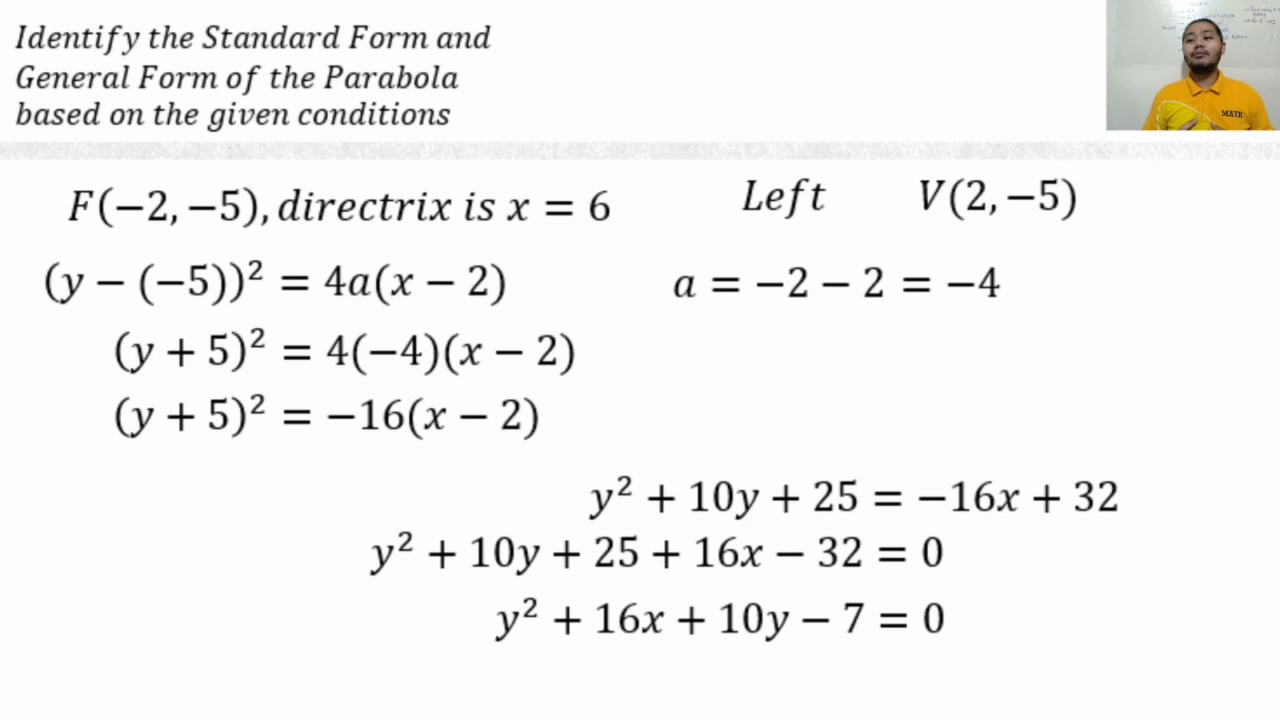 Identify the Standard Form and
General Form of the Parabola
based on the given conditions
MATH
F(−2, −5), directrix is x = 6
Left
V(2, −5)
(y − (−5))² = 4a(x − 2)
a = −2 − 2 = −4
(y + 5)² = 4(−4)(x − 2)
(y + 5)² = −16(x − 2)
y² + 10y + 25 = −16x + 32
y² + 10y + 25 + 16x − 32 = 0
y² + 16x + 10y − 7 = 0